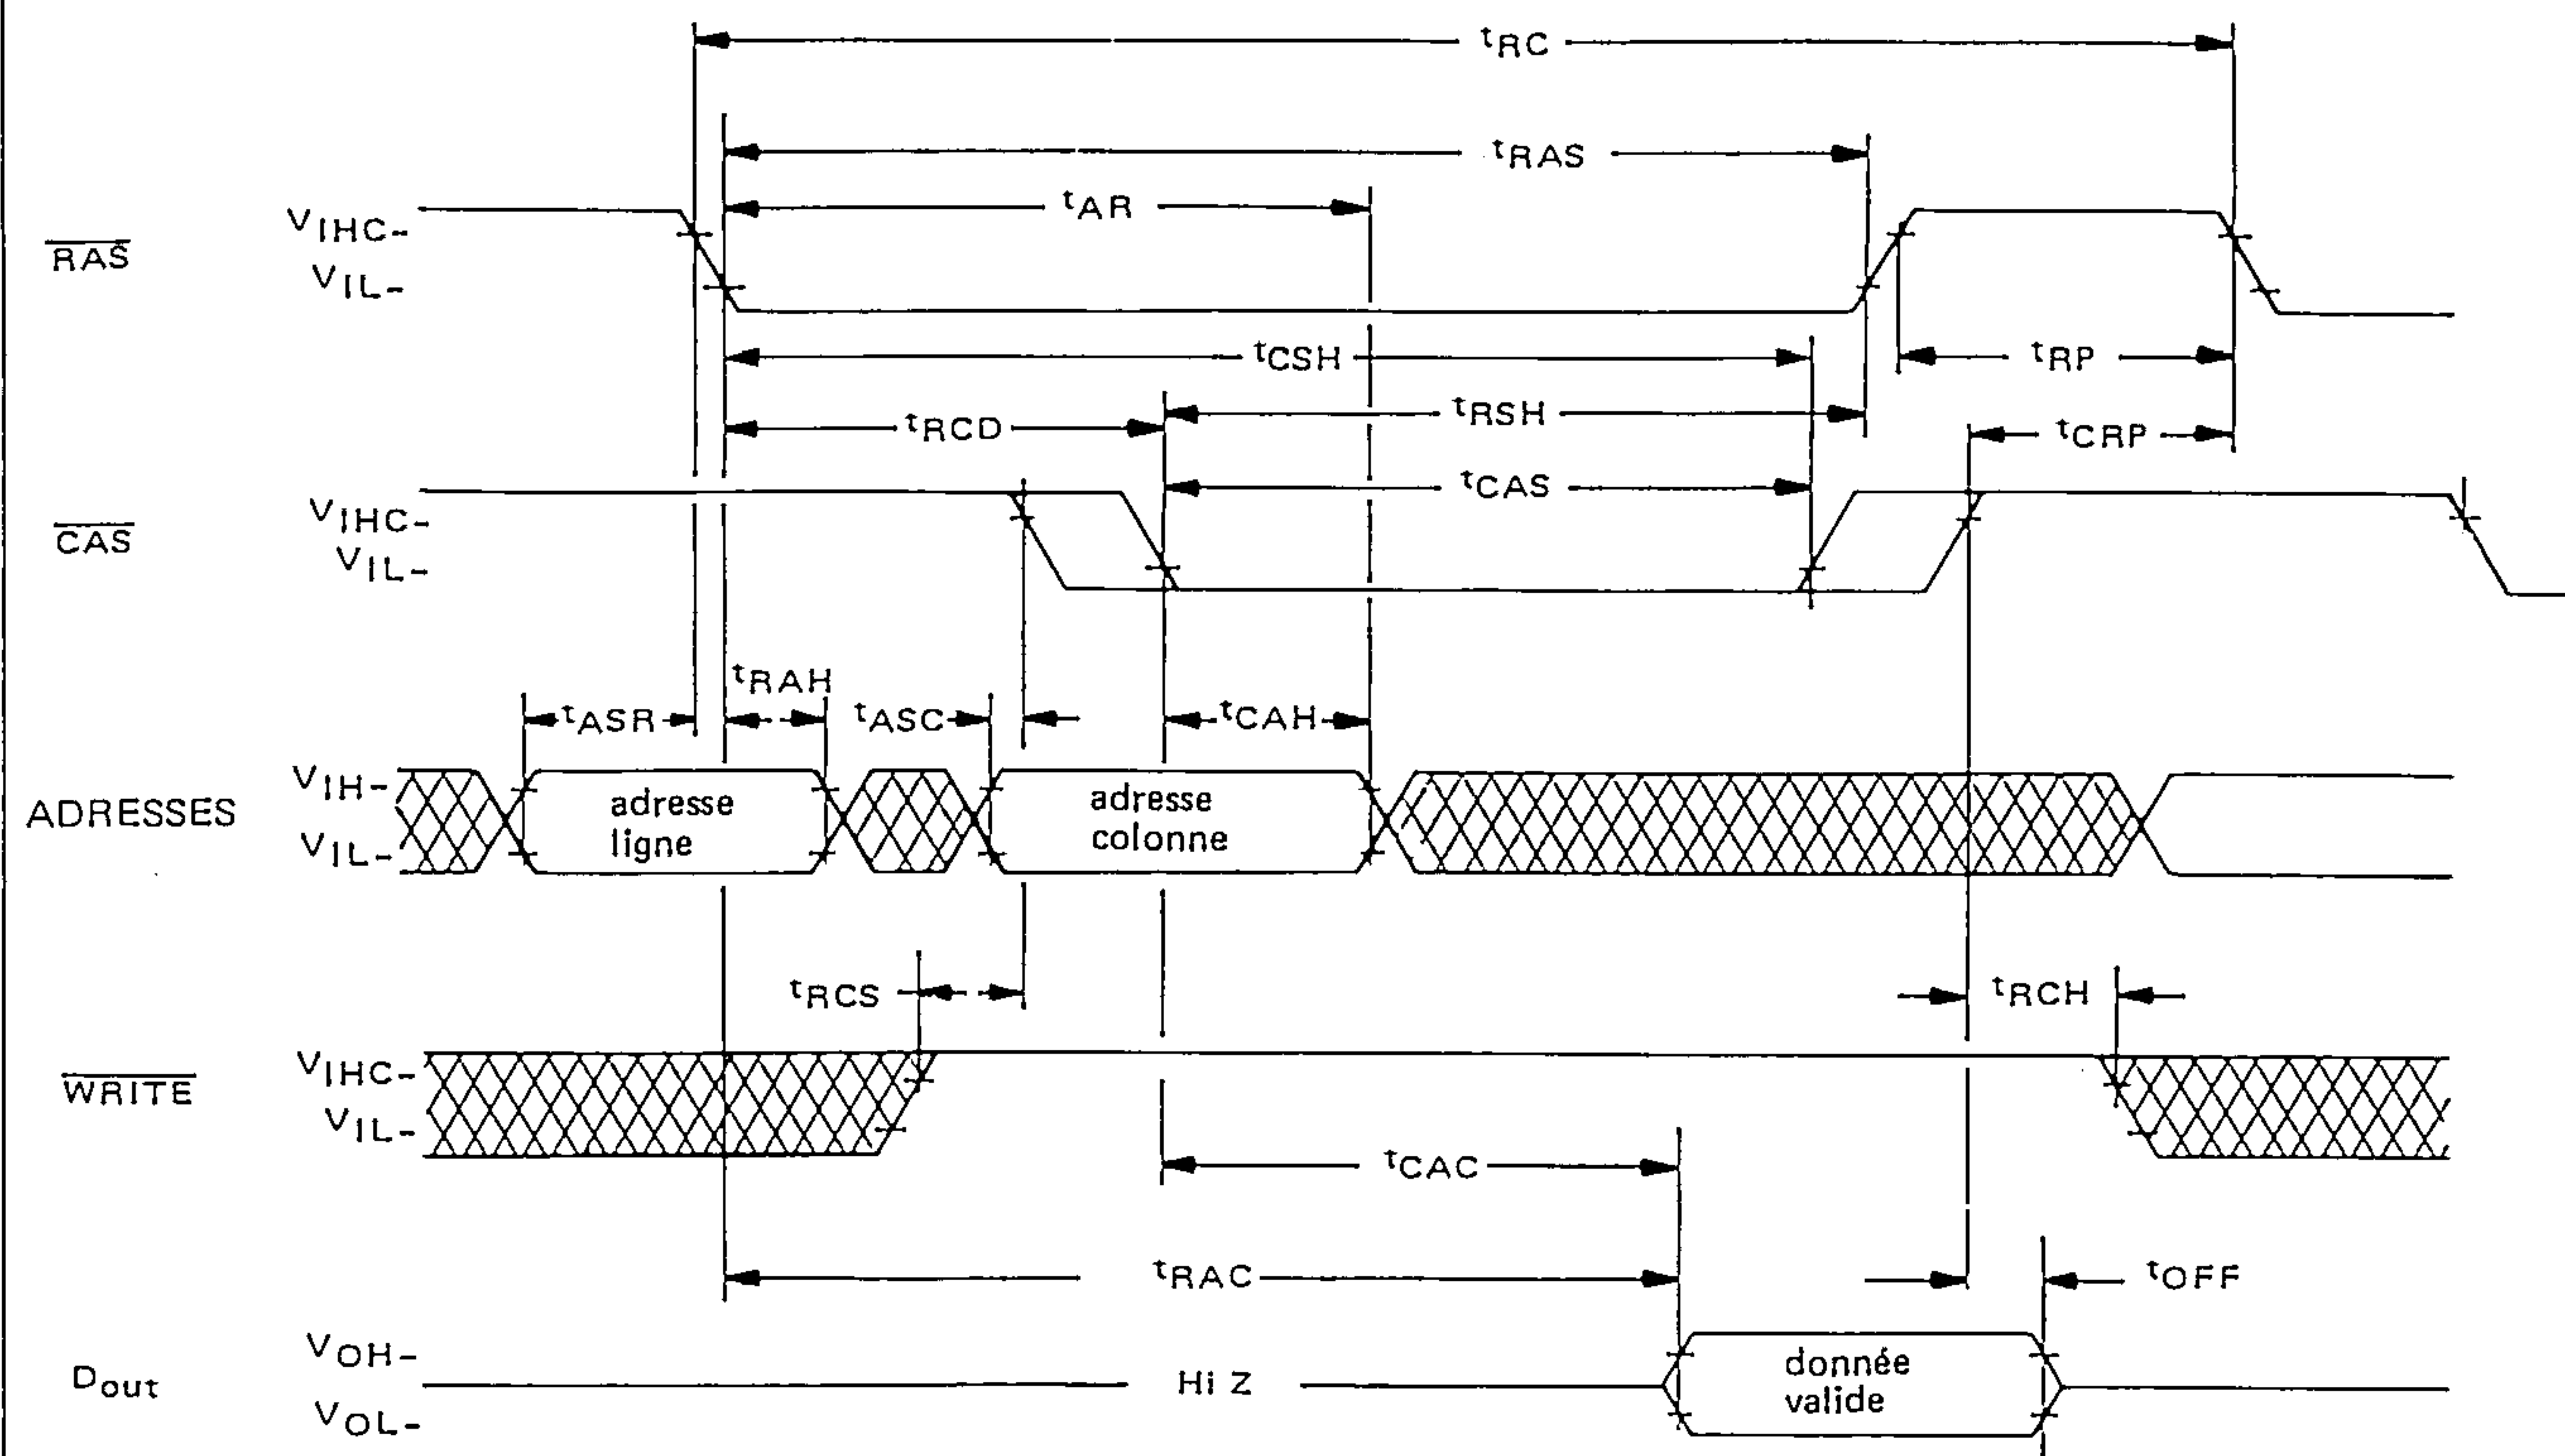 tRC
tRAS
tAR
RAS
VIHC-
VIL-
tCSH
tRP
tRSH
tRCD
tCRP
tCAS
CAS
VIHC-
VIL-
tRAH
tASR
tASC
tCAH
ADRESSES
VIH-
VIL-
adresse
ligne
adresse
colonne
tRCS
tRCH
WRITE
VIHC-
VIL-
tCAC
tRAC
tOFF
Dout
VOH-
VOL-
Hi Z
donnée
valide